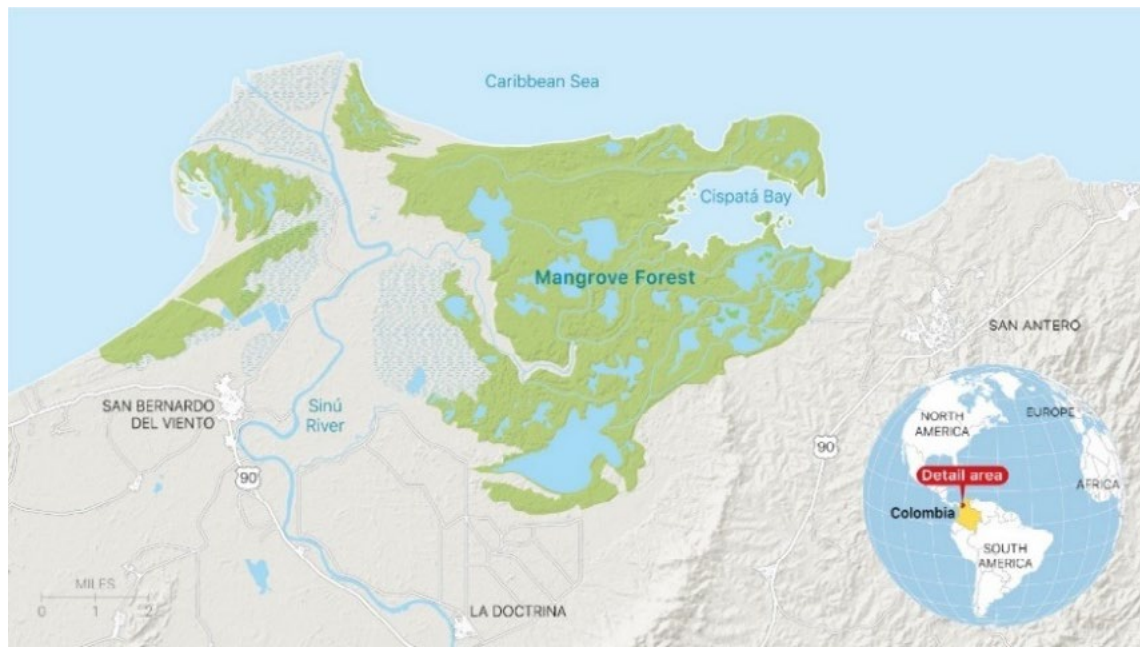 Caribbean Sea
Cispatá Bay
Mangrove Forest
SAN ANTERO
SAN BERNARDO
DEL VIENTO
Sinú
River
90
90
NORTH
AMERICA
EUROPE
Detail area
AFRICA
Colombia
SOUTH
AMERICA
MILES
0 1 2
LA DOCTRINA